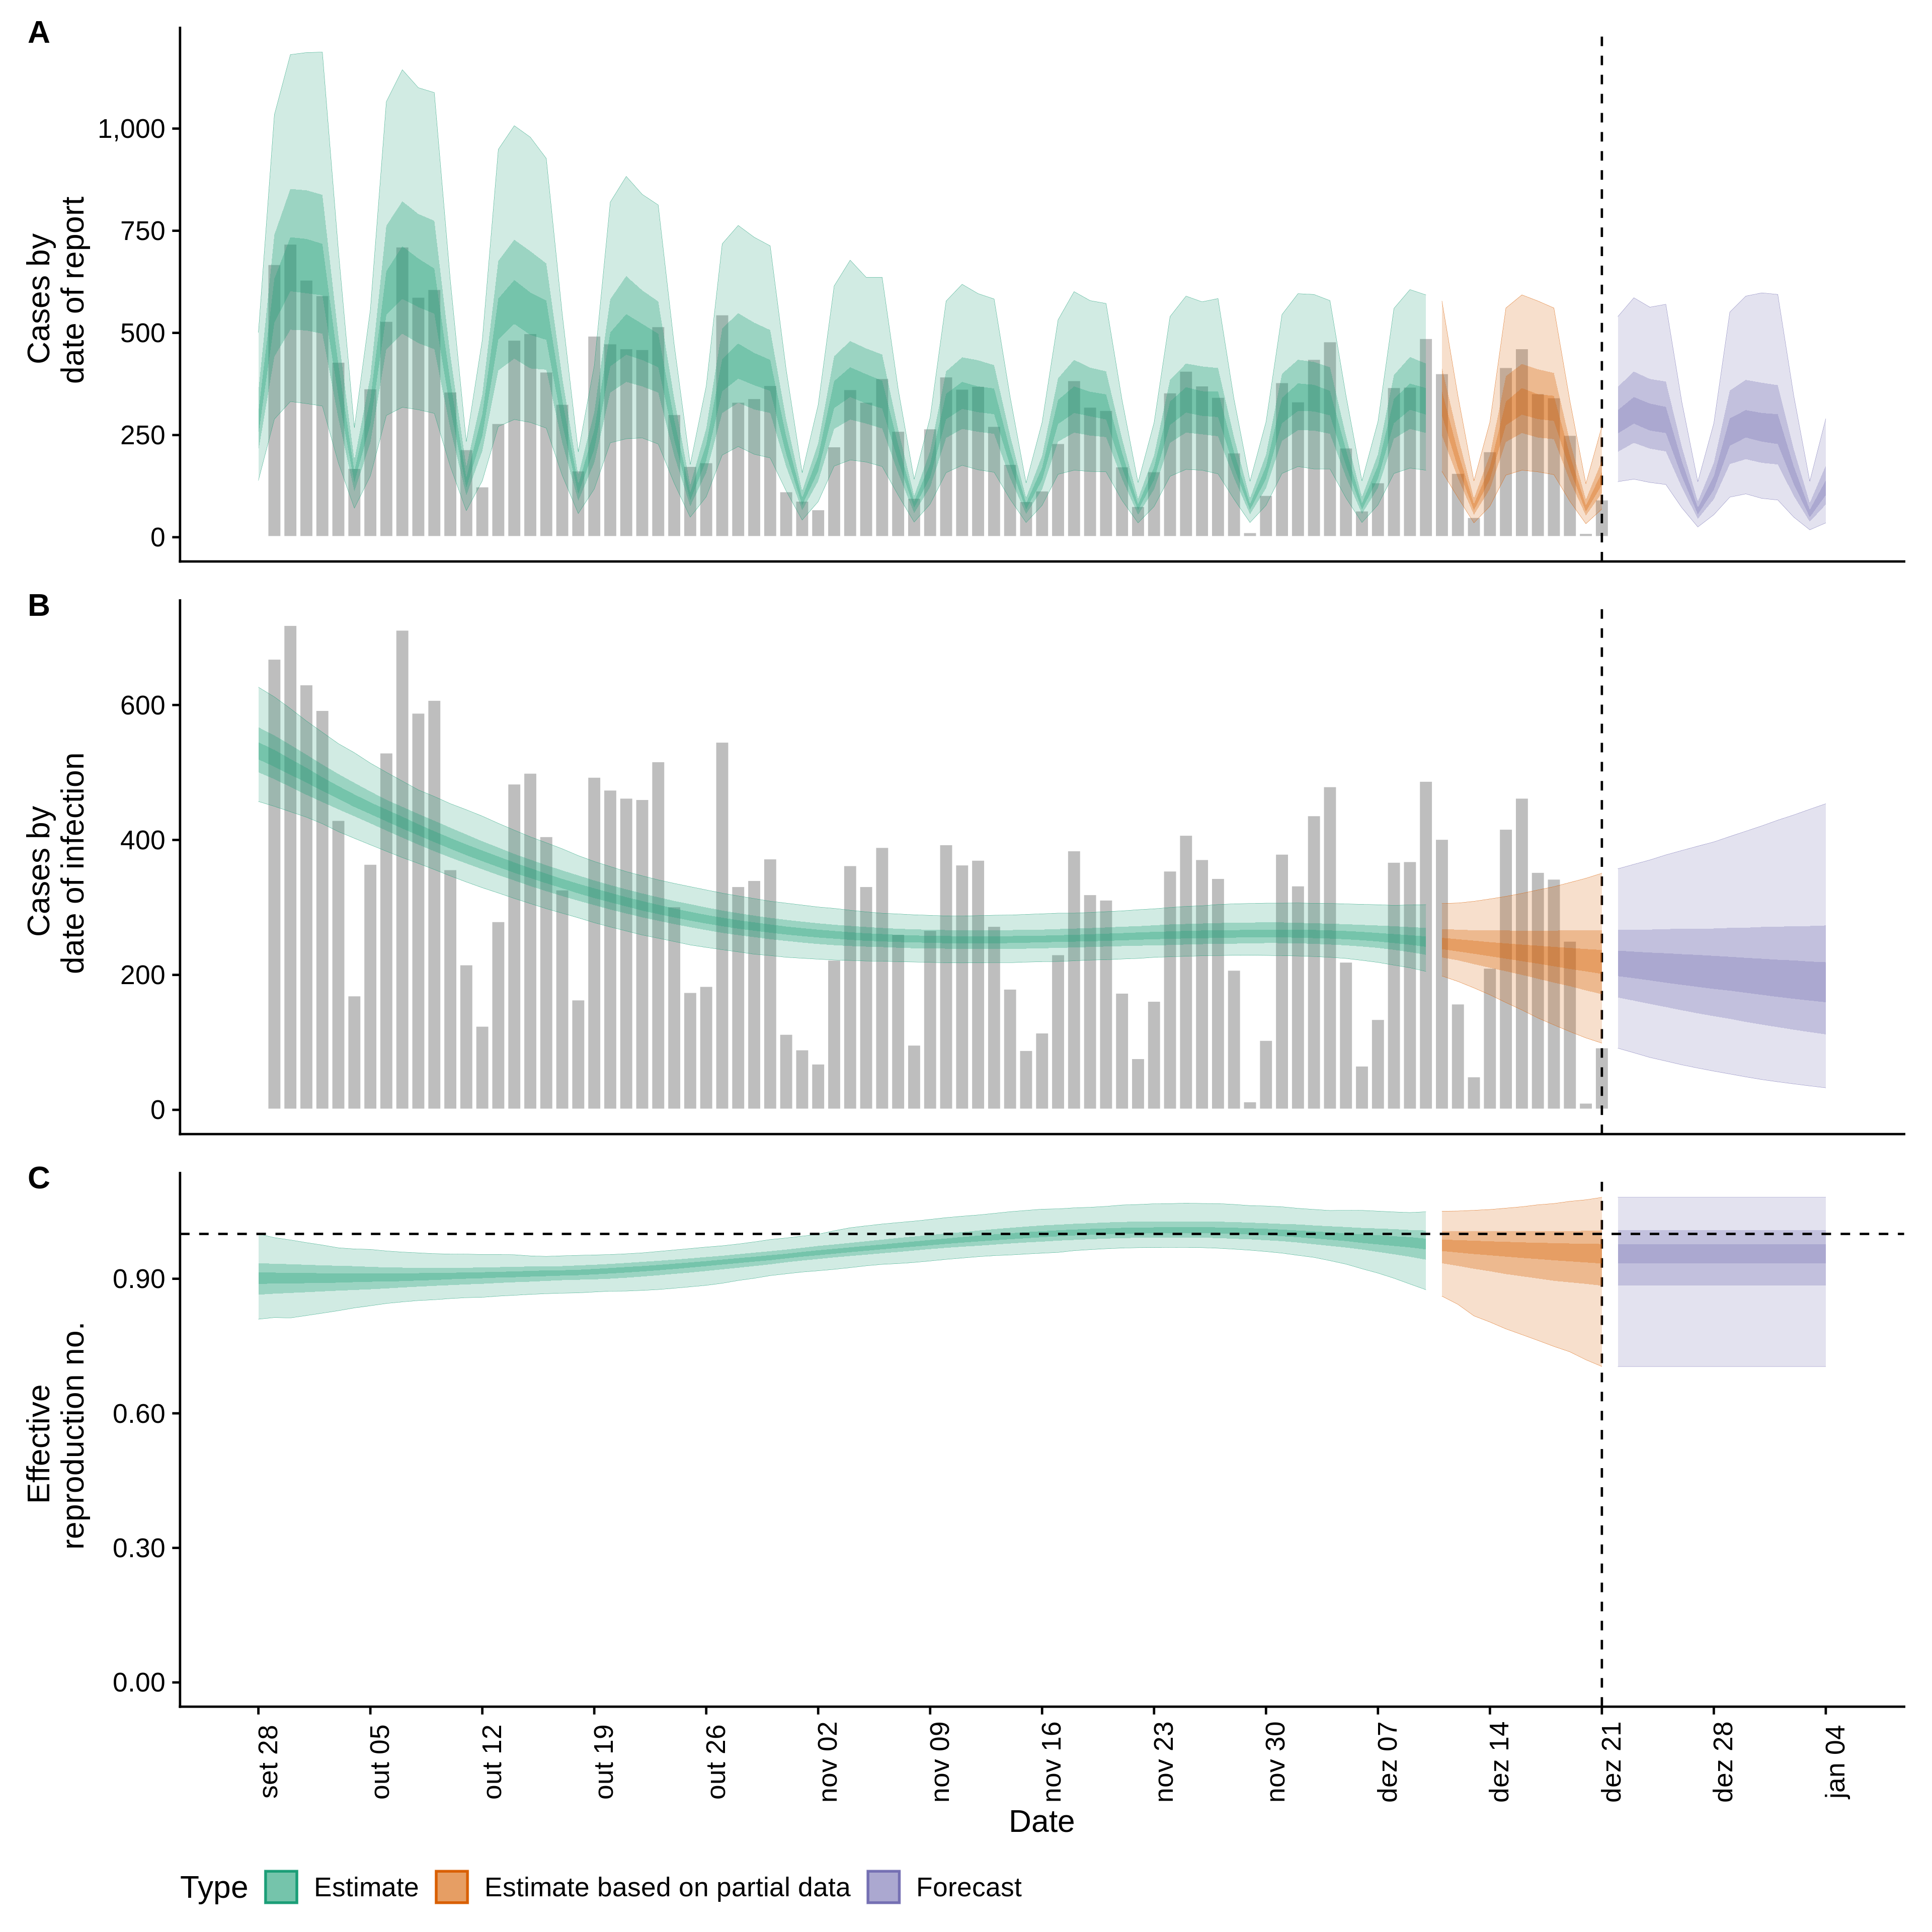 A
Cases by
date of report
1,000
750
500
250
0
B
Cases by
date of infection
600
400
200
0
C
Effective
reproduction no.
0.90
0.60
0.30
0.00
set 28
out 05
out 12
out 19
out 26
nov 02
nov 09
nov 16
nov 23
nov 30
dez 07
dez 14
dez 21
dez 28
jan 04
Date
Type
Estimate
Estimate based on partial data
Forecast